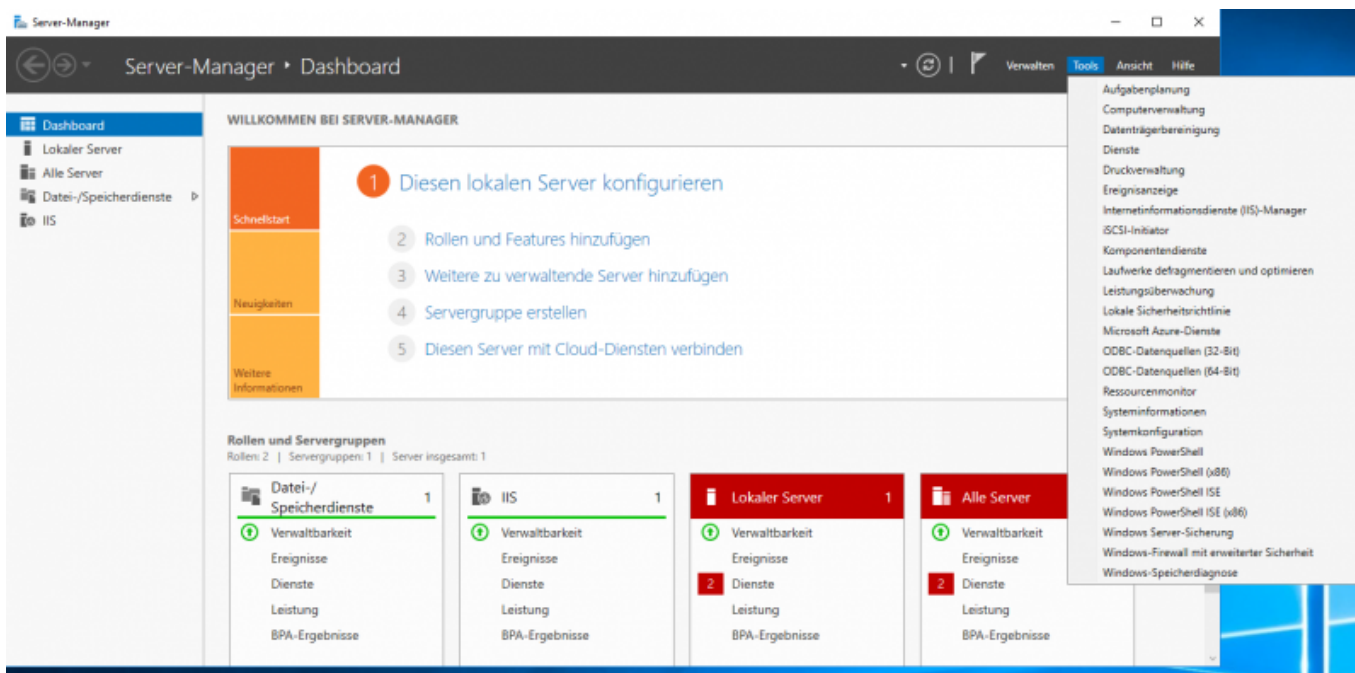 Server-Manager
Server-Manager ‣ Dashboard
Verwalten Tools Ansicht Hilfe
Dashboard
Lokaler Server
Alle Server
Datei-/Speicherdienste
IIS
WILLKOMMEN BEI SERVER-MANAGER
Schnellstart
Neuigkeiten
Weitere
Informationen
1 Diesen lokalen Server konfigurieren
2 Rollen und Features hinzufügen
3 Weitere zu verwaltende Server hinzufügen
4 Servergruppe erstellen
5 Diesen Server mit Cloud-Diensten verbinden
Rollen und Servergruppen
Rollen: 2 | Servergruppen: 1 | Server insgesamt: 1
Datei-/
Speicherdienste 1
Verwaltbarkeit
Ereignisse
Dienste
Leistung
BPA-Ergebnisse
IIS 1
Verwaltbarkeit
Ereignisse
Dienste
Leistung
BPA-Ergebnisse
Lokaler Server 1
Verwaltbarkeit
Ereignisse
2 Dienste
Leistung
BPA-Ergebnisse
Alle Server
Verwaltbarkeit
Ereignisse
2 Dienste
Leistung
BPA-Ergebnisse
Aufgabenplanung
Computerverwaltung
Datenträgerbereinigung
Dienste
Druckverwaltung
Ereignisanzeige
Internetinformationsdienste (IIS)-Manager
iSCSI-Initiator
Komponentendienste
Laufwerke defragmentieren und optimieren
Leistungsüberwachung
Lokale Sicherheitsrichtlinie
Microsoft Azure-Dienste
ODBC-Datenquellen (32-Bit)
ODBC-Datenquellen (64-Bit)
Ressourcenmonitor
Systeminformationen
Systemkonfiguration
Windows PowerShell
Windows PowerShell (x86)
Windows PowerShell ISE
Windows PowerShell ISE (x86)
Windows Server-Sicherung
Windows-Firewall mit erweiterter Sicherheit
Windows-Speicherdiagnose